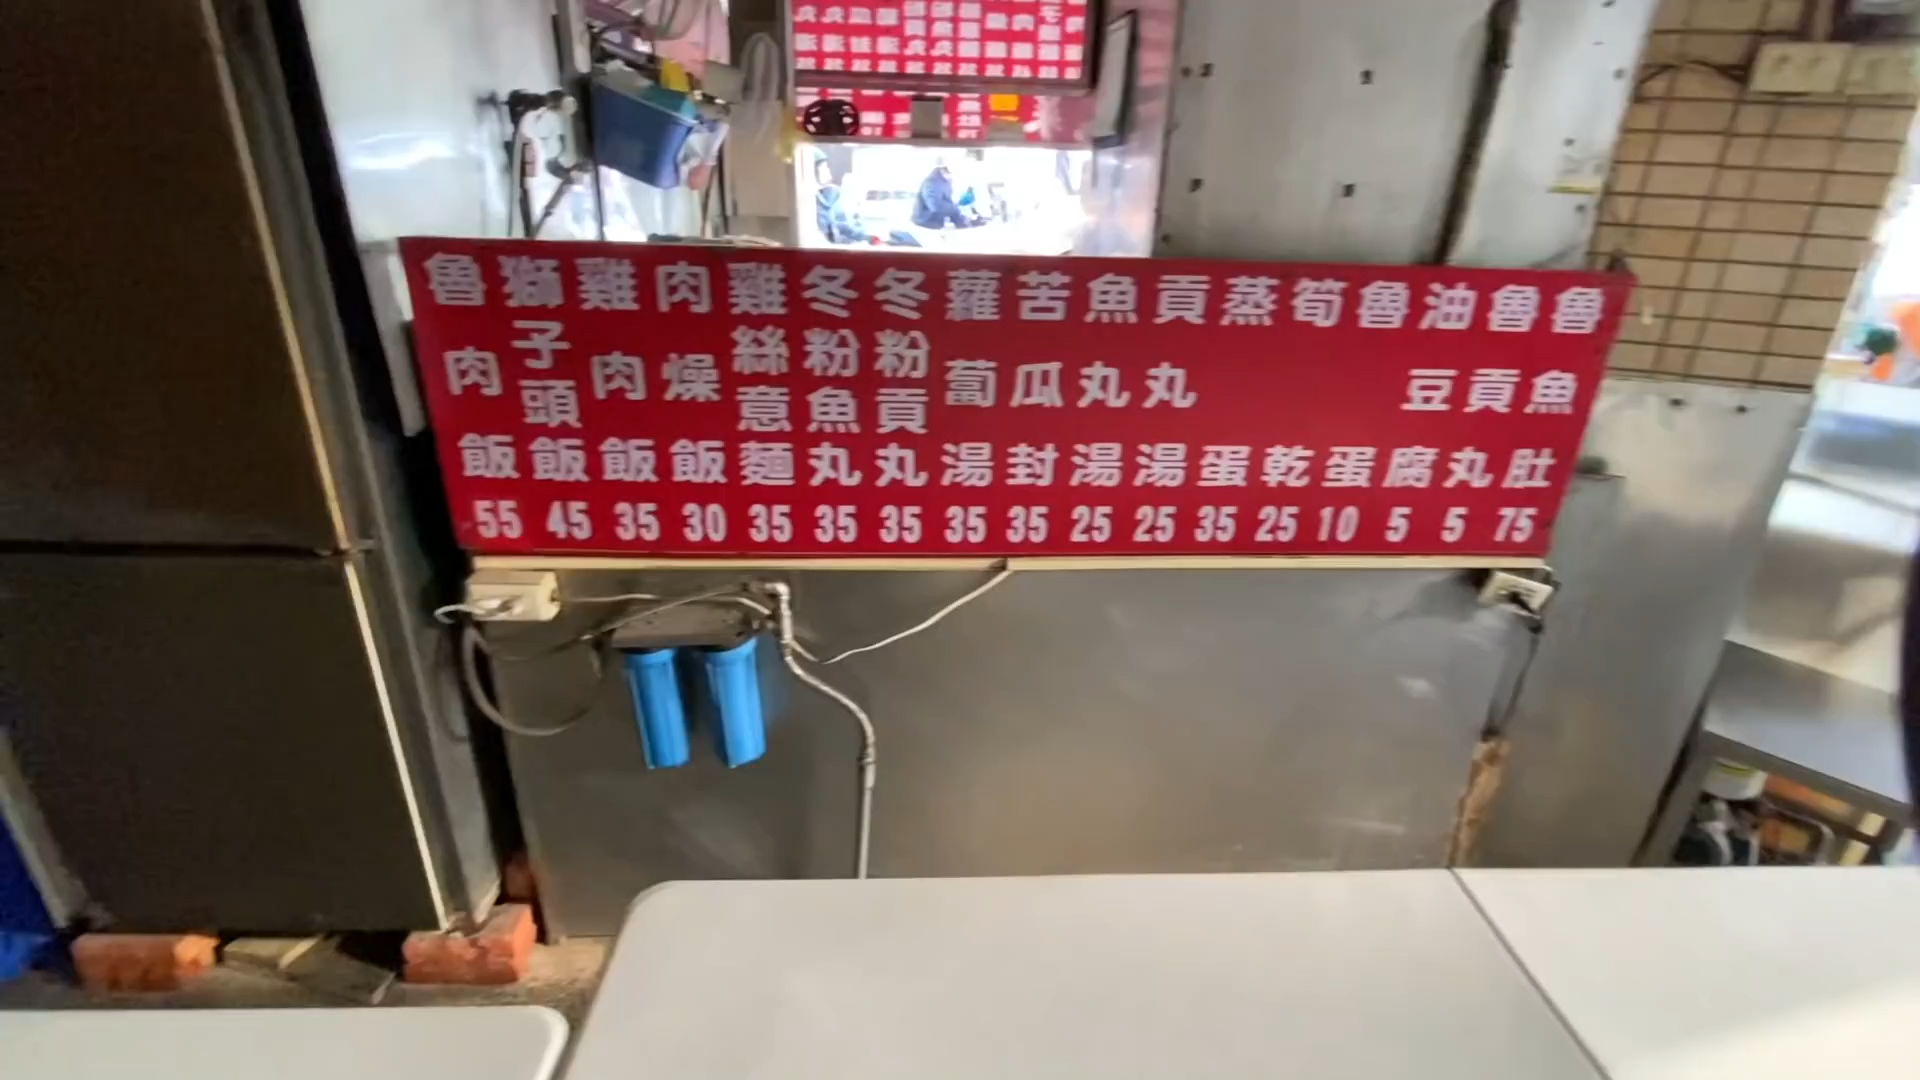 魯肉飯 55
獅子頭飯 45
雞肉飯 35
肉燥飯 30
雞絲意麵 35
冬粉魚丸 35
冬粉貢丸 35
蘿蔔湯 35
苦瓜封 35
魚丸湯 25
貢丸湯 25
蒸蛋 35
筍乾 25
魯蛋 10
油豆腐 5
魯貢丸 5
魯魚肚 75